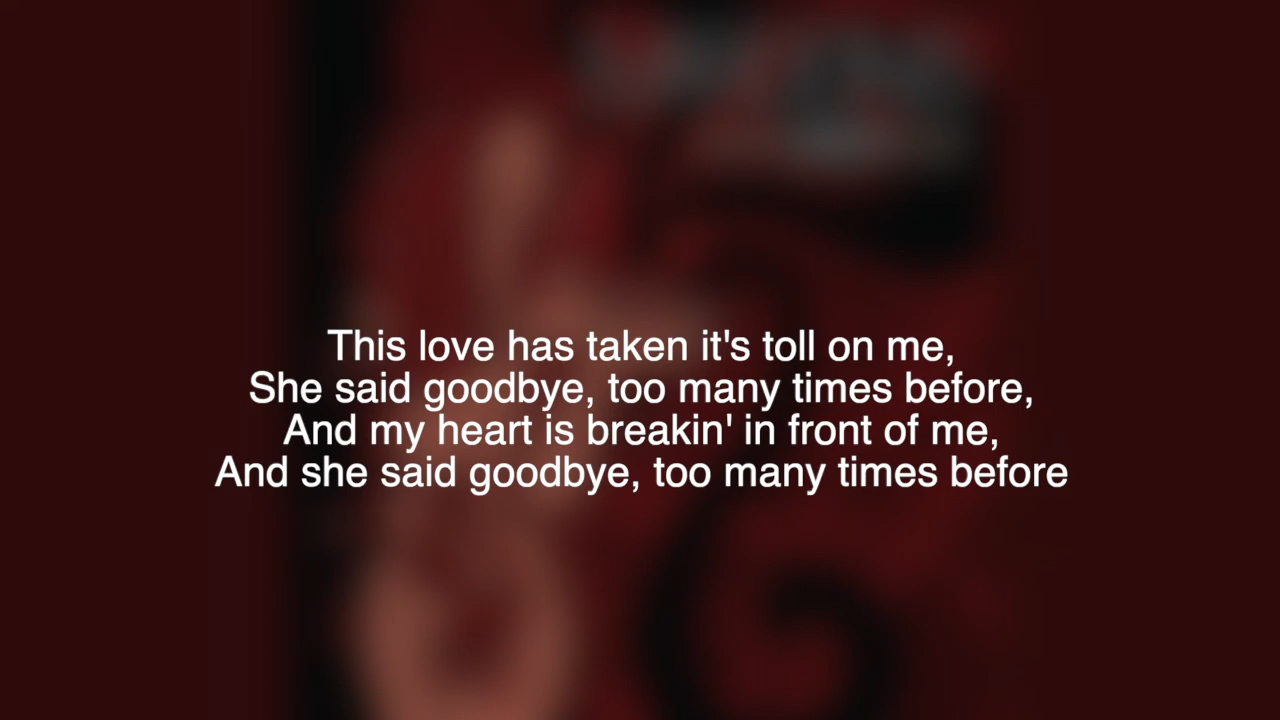 This love has taken it's toll on me,
She said goodbye, too many times before,
And my heart is breakin' in front of me,
And she said goodbye, too many times before